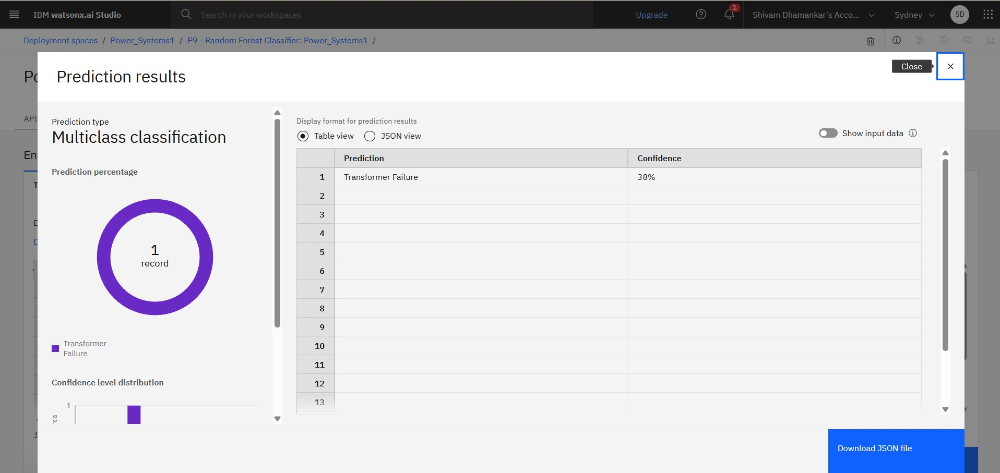 IBM watsonx.ai Studio
Search in your workspaces
Upgrade
1
Shivam Dhamankar's Acco...
Sydney
SD
Deployment spaces / Power_Systems1 / P9 - Random Forest Classifier: Power_Systems1 /
Prediction results
Close
API
Prediction type
Multiclass classification
Prediction percentage
1
record
Transformer
Failure
Confidence level distribution
1
Display format for prediction results
Table view
JSON view
Show input data
Prediction Confidence
1 Transformer Failure 38%
2
3
4
5
6
7
8
9
10
11
12
13
Download JSON file